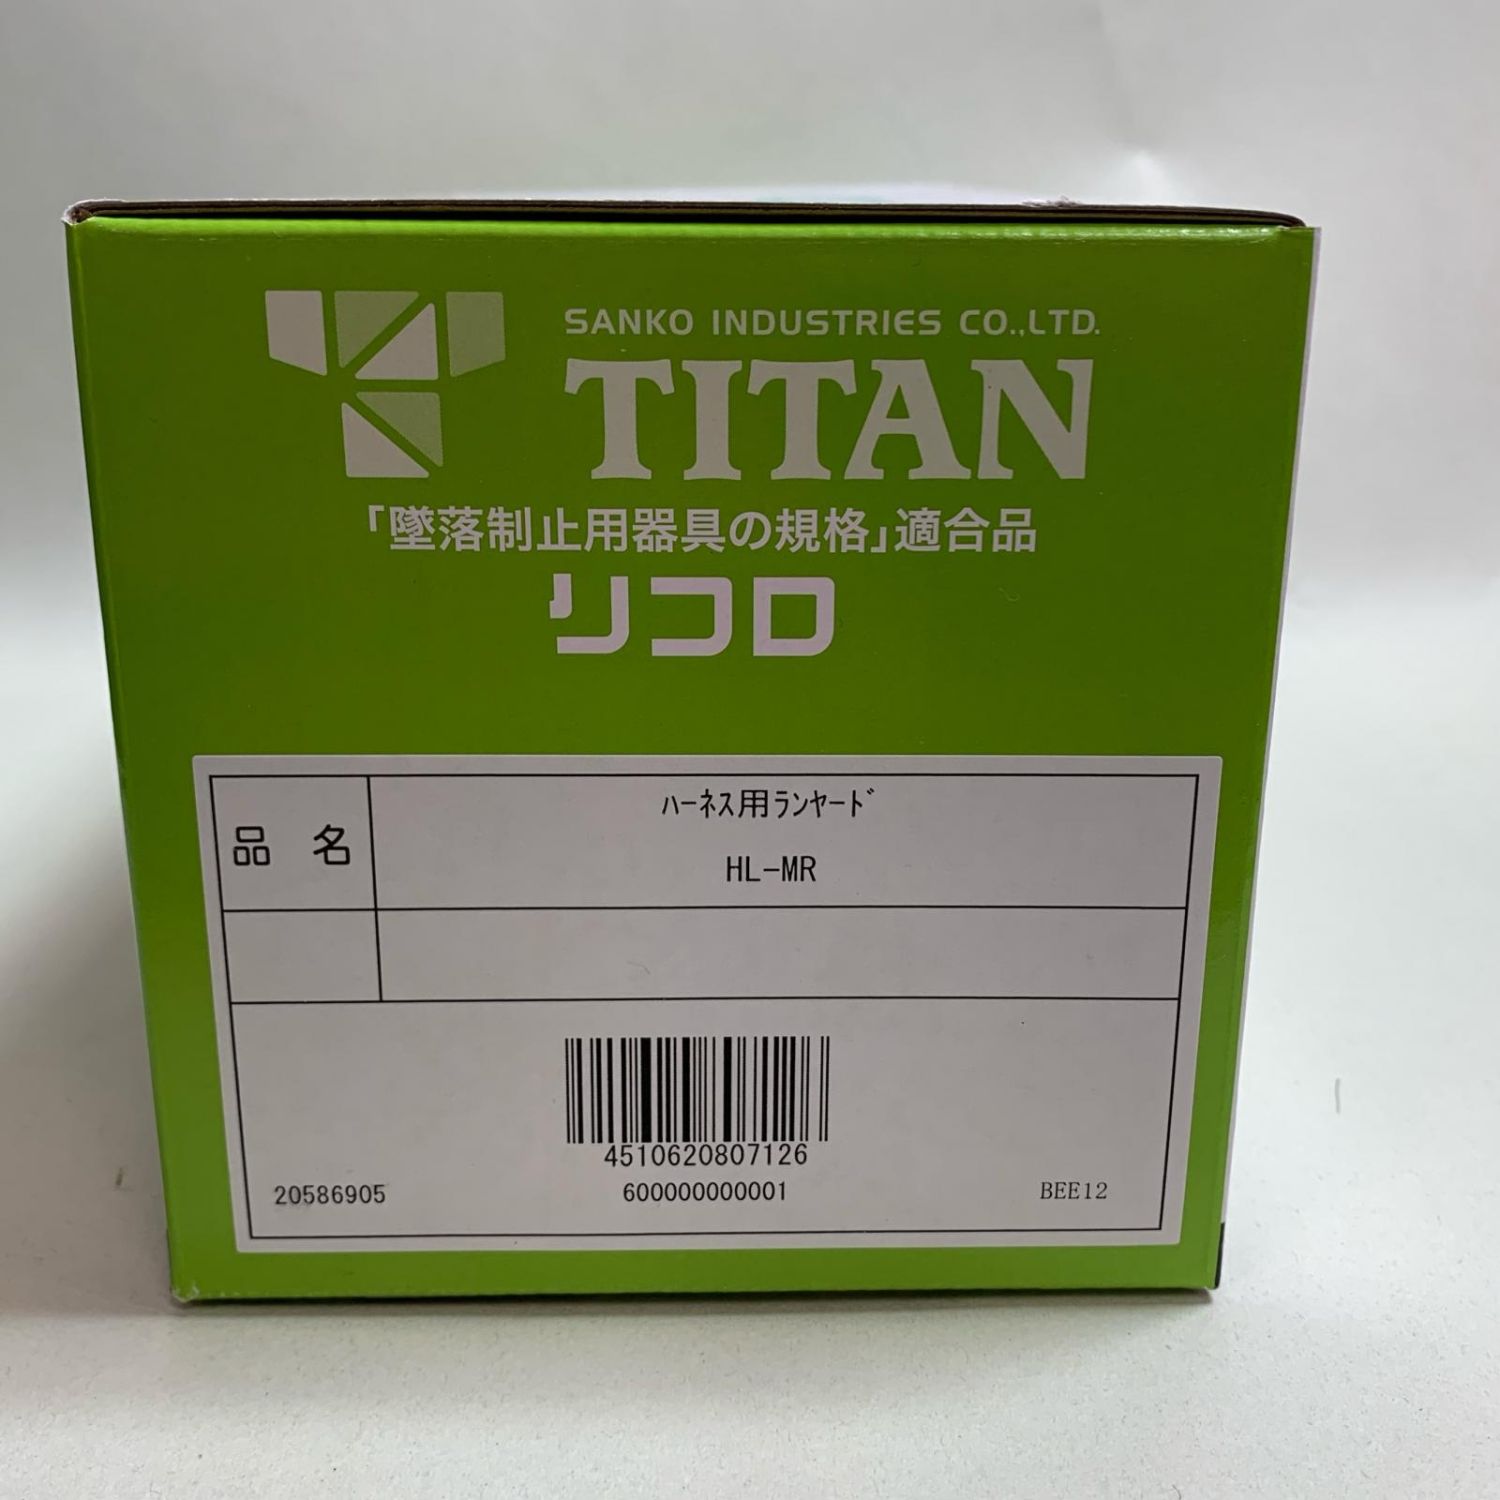 SANKO INDUSTRIES CO.,LTD.
TITAN
「墜落制止用器具の規格」適合品
リコロ
品 名
ﾊｰﾈｽ用ﾗﾝﾔｰﾄﾞ
HL-MR
4510620807126
20586905
600000000001
BEE12